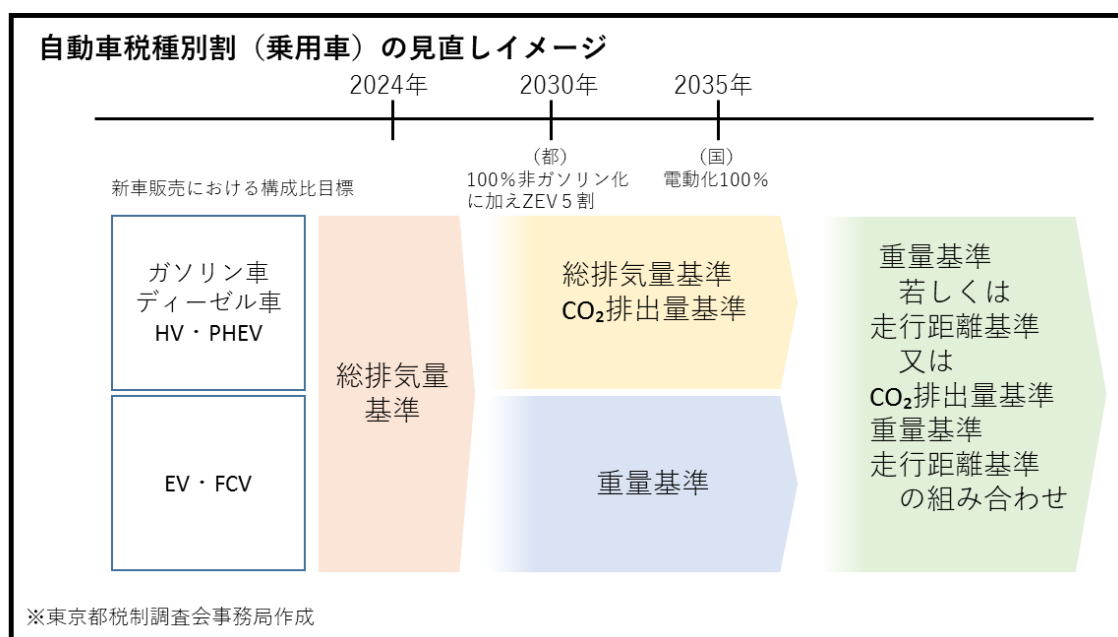 自動車税種別割（乗用車）の見直しイメージ
2024年
2030年
2035年
（都）
100％非ガソリン化
に加えZEV５割
（国）
電動化100％
新車販売における構成比目標
ガソリン車
ディーゼル車
HV・PHEV
EV・FCV
総排気量
基準
総排気量基準
CO₂排出量基準
重量基準
重量基準
若しくは
走行距離基準
又は
CO₂排出量基準
重量基準
走行距離基準
の組み合わせ
※東京都税制調査会事務局作成